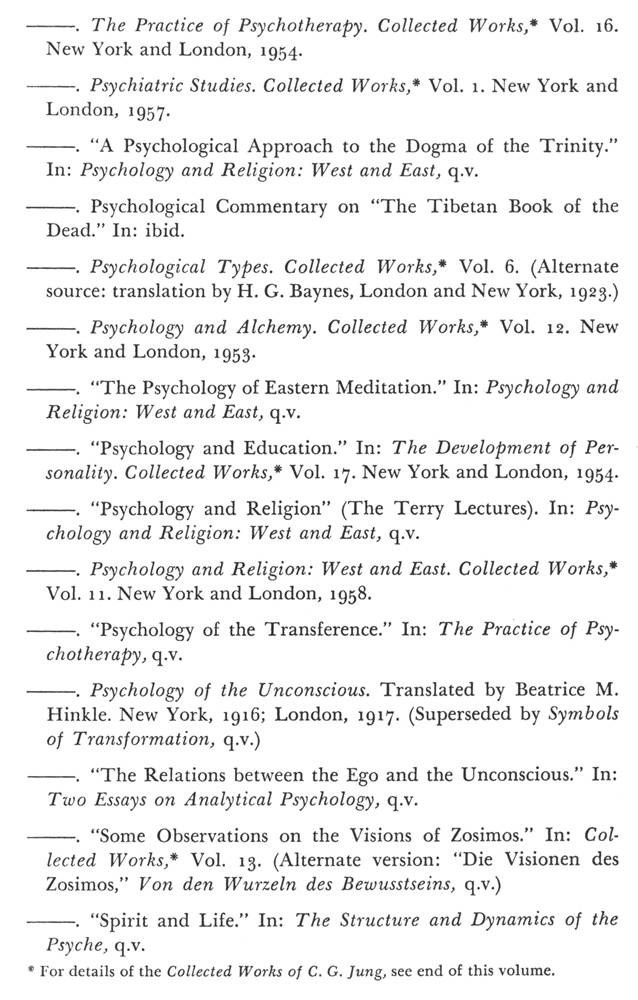 ———. The Practice of Psychotherapy. Collected Works,* Vol. 16.
New York and London, 1954.
———. Psychiatric Studies. Collected Works,* Vol. 1. New York and
London, 1957.
———. “A Psychological Approach to the Dogma of the Trinity.”
In: Psychology and Religion: West and East, q.v.
———. Psychological Commentary on “The Tibetan Book of the
Dead.” In: ibid.
———. Psychological Types. Collected Works,* Vol. 6. (Alternate
source: translation by H. G. Baynes, London and New York, 1923.)
———. Psychology and Alchemy. Collected Works,* Vol. 12. New
York and London, 1953.
———. “The Psychology of Eastern Meditation.” In: Psychology and
Religion: West and East, q.v.
———. “Psychology and Education.” In: The Development of Per-
sonality. Collected Works,* Vol. 17. New York and London, 1954.
———. “Psychology and Religion” (The Terry Lectures). In: Psy-
chology and Religion: West and East, q.v.
———. Psychology and Religion: West and East. Collected Works,*
Vol. 11. New York and London, 1958.
———. “Psychology of the Transference.” In: The Practice of Psy-
chotherapy, q.v.
———. Psychology of the Unconscious. Translated by Beatrice M.
Hinkle. New York, 1916; London, 1917. (Superseded by Symbols
of Transformation, q.v.)
———. “The Relations between the Ego and the Unconscious.” In:
Two Essays on Analytical Psychology, q.v.
———. “Some Observations on the Visions of Zosimos.” In: Col-
lected Works,* Vol. 13. (Alternate version: “Die Visionen des
Zosimos,” Von den Wurzeln des Bewusstseins, q.v.)
———. “Spirit and Life.” In: The Structure and Dynamics of the
Psyche, q.v.
* For details of the Collected Works of C. G. Jung, see end of this volume.